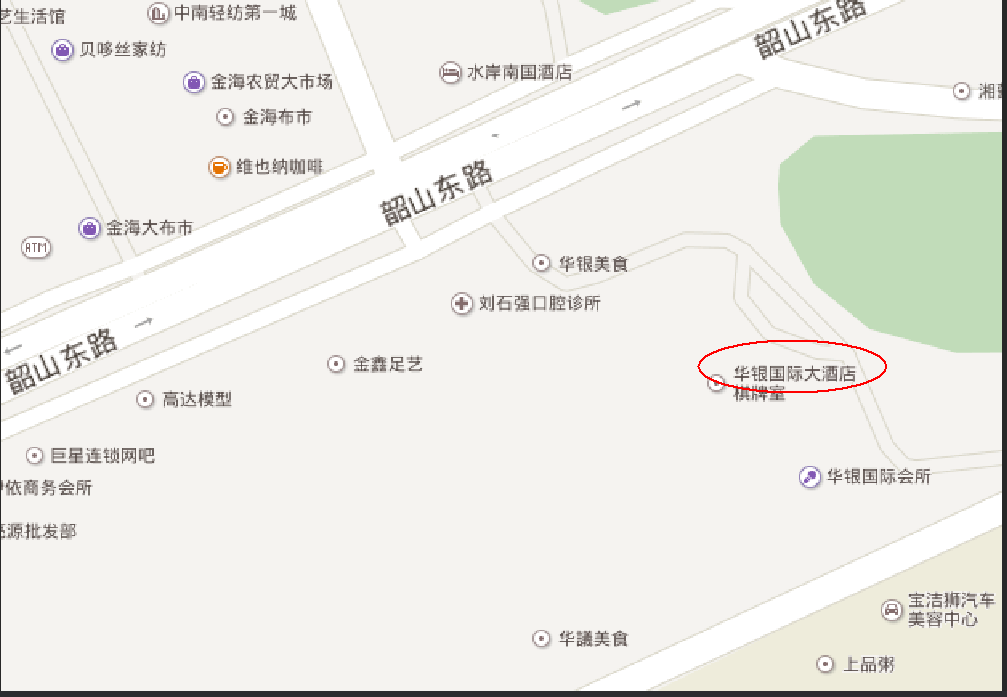 艺生活馆
中南轻纺第一城
韶山东路
贝哆丝家纺
水岸南国酒店
金海农贸大市场
湘
金海布市
维也纳咖啡
韶山东路
金海大布市
ATM
华银美食
刘石强口腔诊所
韶山东路
金鑫足艺
华银国际大酒店
棋牌室
高达模型
巨星连锁网吧
华银国际会所
依商务会所
源批发部
宝洁狮汽车
美容中心
华議美食
上品粥